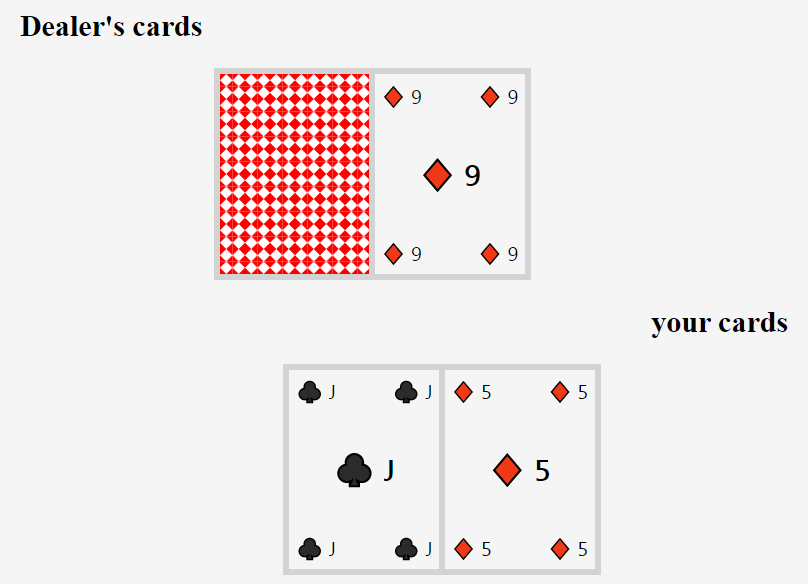 Dealer's cards
9 9
9
9 9
your cards
J J 5 5
J 5
J J 5 5